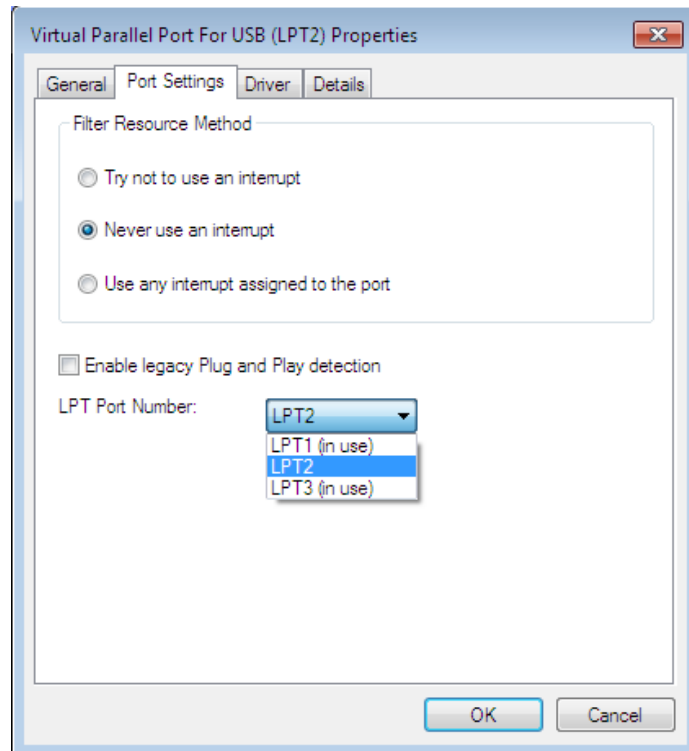 Virtual Parallel Port For USB (LPT2) Properties
General Port Settings Driver Details
Filter Resource Method
Try not to use an interrupt
Never use an interrupt
Use any interrupt assigned to the port
Enable legacy Plug and Play detection
LPT Port Number: LPT2
LPT1 (in use)
LPT2
LPT3 (in use)
OK Cancel